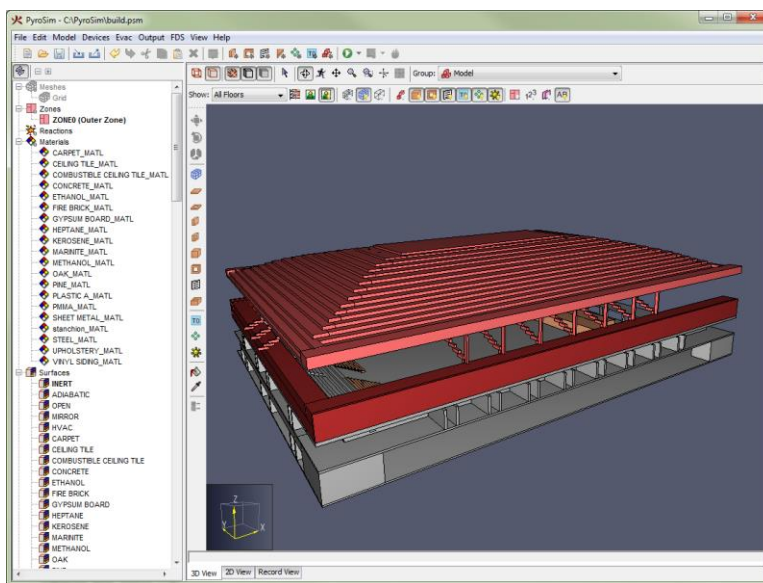 PyroSim - C:\PyroSim\build.psm
File Edit Model Devices Evac Output FDS View Help
Group: Model
Show: All Floors
Meshes
Grid
Zones
ZONE0 (Outer Zone)
Reactions
Materials
CARPET_MATL
CEILING TILE_MATL
COMBUSTIBLE CEILING TILE_MATL
CONCRETE_MATL
ETHANOL_MATL
FIRE BRICK_MATL
GYPSUM BOARD_MATL
HEPTANE_MATL
KEROSENE_MATL
MARINITE_MATL
METHANOL_MATL
OAK_MATL
PINE_MATL
PLASTIC A_MATL
PMMA_MATL
SHEET METAL_MATL
stanchion_MATL
STEEL_MATL
UPHOLSTERY_MATL
VINYL SIDING_MATL
Surfaces
INERT
ADIABATIC
OPEN
MIRROR
HVAC
CARPET
CEILING TILE
COMBUSTIBLE CEILING TILE
CONCRETE
ETHANOL
FIRE BRICK
GYPSUM BOARD
HEPTANE
KEROSENE
MARINITE
METHANOL
OAK
Z
Y
X
3D View 2D View Record View